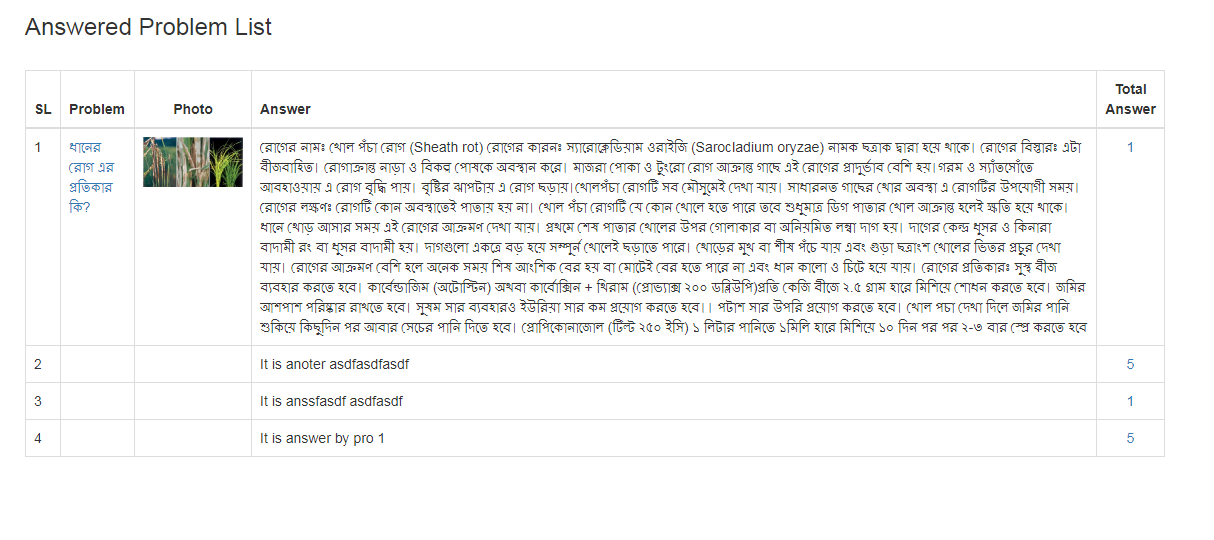 Answered Problem List
SL Problem Photo Answer Total Answer
1
ধানের
রোগ এর
প্রতিকার
কি?
রোগের নামঃ খোল পঁচা রোগ (Sheath rot) রোগের কারনঃ স্যারোক্লেডিয়াম ওরাইজি (Sarocladium oryzae) নামক ছত্রাক দ্বারা হয়ে থাকে। রোগের বিস্তারঃ এটা
বীজবাহিত। রোগাক্রান্ত নাড়া ও বিকল্প পোষকে অবস্থান করে। মাজরা পোকা ও টুংরো রোগ আক্রান্ত গাছে এই রোগের প্রাদুর্ভাব বেশি হয়।গরম ও স্যাঁতসোঁতে
আবহাওয়ায় এ রোগ বৃদ্ধি পায়। বৃষ্টির ঝাপটায় এ রোগ ছড়ায়।খোলপঁচা রোগটি সব মৌসুমেই দেখা যায়। সাধারনত গাছের থোর অবস্থা এ রোগটির উপযোগী সময়।
রোগের লক্ষণঃ রোগটি কোন অবস্থাতেই পাতায় হয় না। খোল পঁচা রোগটি যে কোন খোলে হতে পারে তবে শুধুমাত্র ডিগ পাতার খোল আক্রান্ত হলেই ক্ষতি হয়ে থাকে।
ধানে থোড় আসার সময় এই রোগের আক্রমণ দেখা যায়। প্রথমে শেষ পাতার খোলের উপর গোলাকার বা অনিয়মিত লম্বা দাগ হয়। দাগের কেন্দ্র ধূসর ও কিনারা
বাদামী রং বা ধূসর বাদামী হয়। দাগগুলো একত্রে বড় হয়ে সম্পূর্ন খোলেই ছড়াতে পারে। থোড়ের মুখ বা শীষ পঁচে যায় এবং গুড়া ছত্রাংশ খোলের ভিতর প্রচুর দেখা
যায়। রোগের আক্রমণ বেশি হলে অনেক সময় শিষ আংশিক বের হয় বা মোটেই বের হতে পারে না এবং ধান কালো ও চিটে হয়ে যায়। রোগের প্রতিকারঃ সুস্থ বীজ
ব্যবহার করতে হবে। কার্বেন্ডাজিম (অটোস্টিন) অথবা কার্বোক্সিন + থিরাম (প্রোভ্যাক্স ২০০ ডব্লিউপি)প্রতি কেজি বীজে ২.৫ গ্রাম হারে মিশিয়ে শোধন করতে হবে। জমির
আশপাশ পরিষ্কার রাখতে হবে। সুষম সার ব্যবহারও ইউরিয়া সার কম প্রয়োগ করতে হবে।। পটাশ সার উপরি প্রয়োগ করতে হবে। খোল পচা দেখা দিলে জমির পানি
শুকিয়ে কিছুদিন পর আবার সেচের পানি দিতে হবে। প্রোপিকোনাজোল (টিল্ট ২৫০ ইসি) ১ লিটার পানিতে ১মিলি হারে মিশিয়ে ১০ দিন পর পর ২-৩ বার স্প্রে করতে হবে
1
2 It is anoter asdfasdfasdf 5
3 It is anssfasdf asdfasdf 1
4 It is answer by pro 1 5